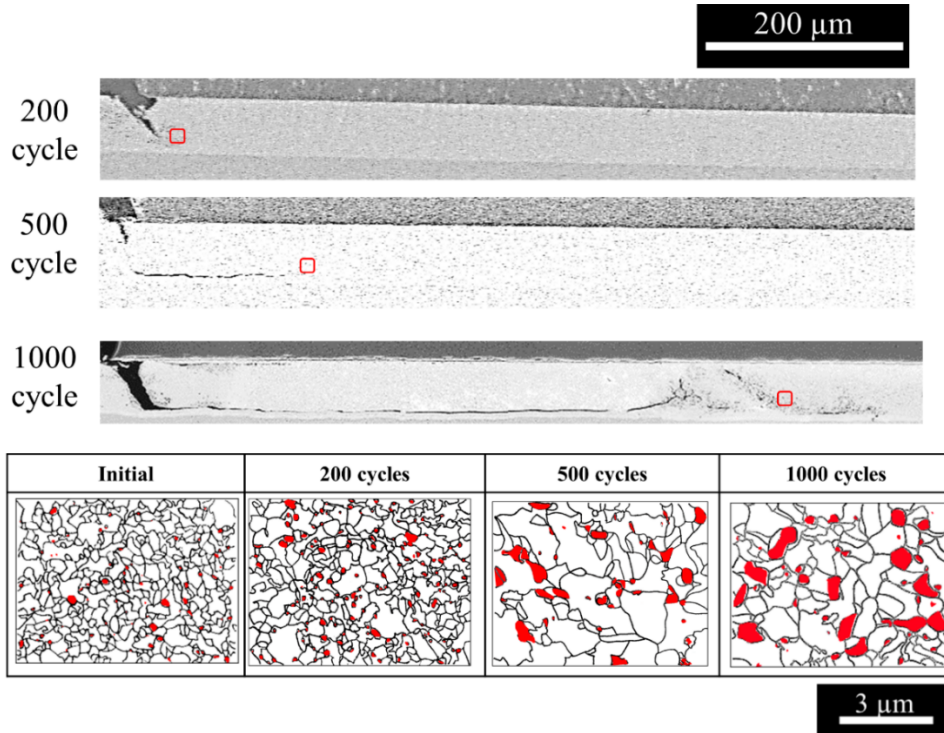 200 µm
200
cycle
500
cycle
1000
cycle
Initial
200 cycles
500 cycles
1000 cycles
3 µm